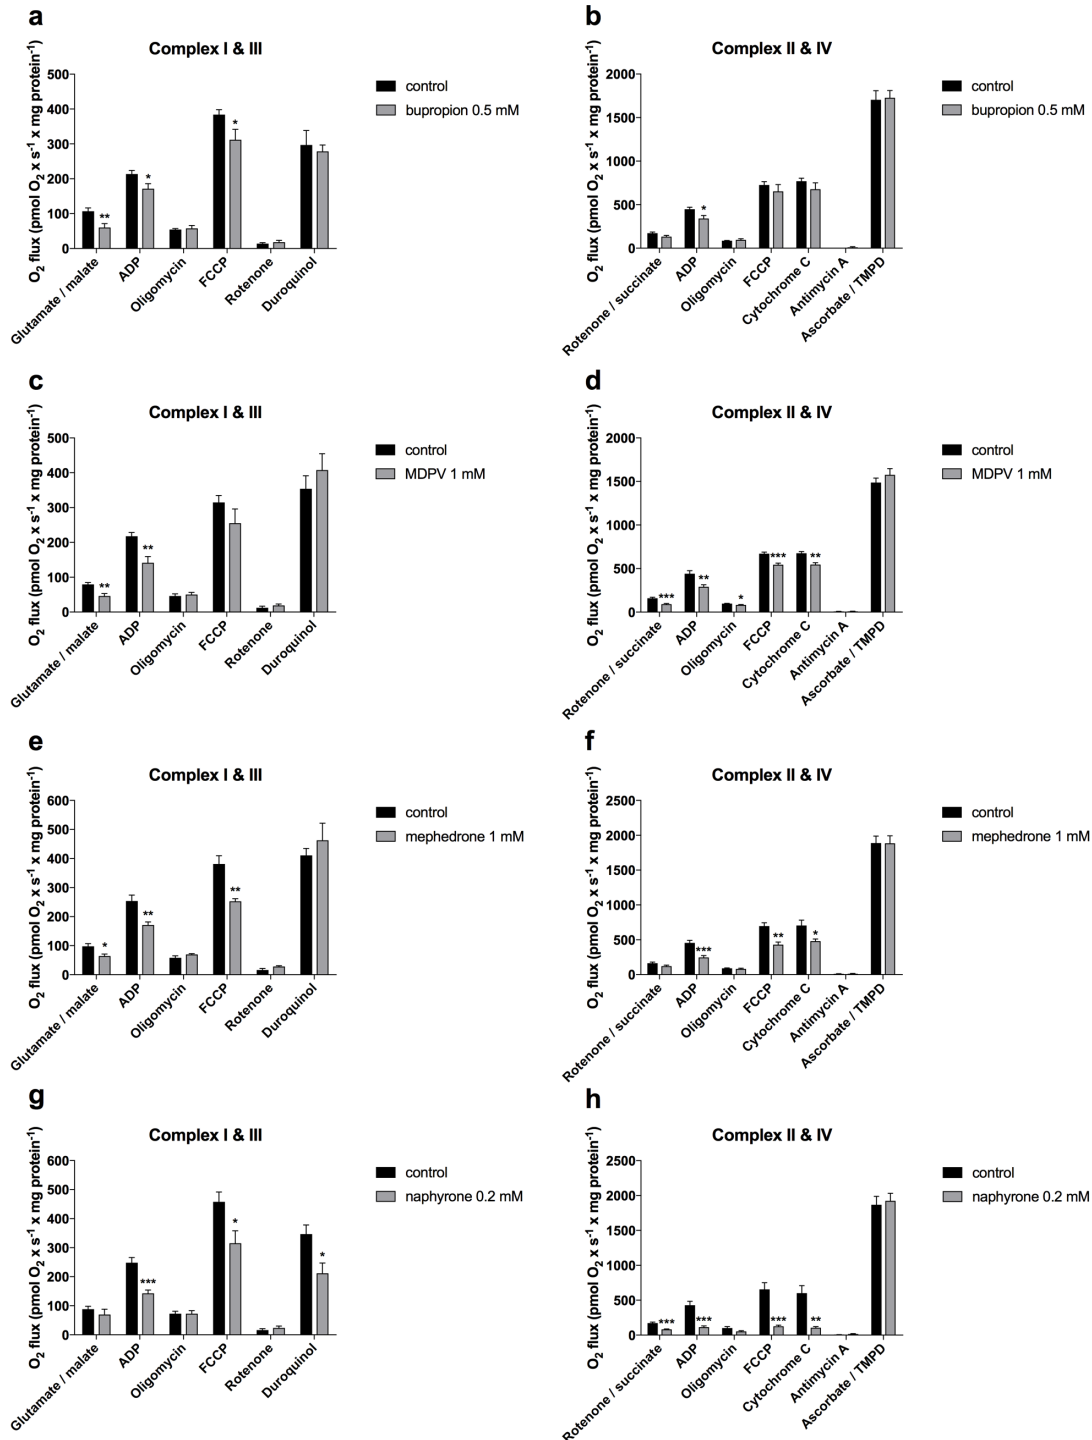 a
Complex I & III
O2 flux (pmol O2 x s-1 x mg protein-1)
500
400
300
200
100
0
** * *
Glutamate / malate
ADP
Oligomycin
FCCP
Rotenone
Duroquinol
control
bupropion 0.5 mM
b
Complex II & IV
O2 flux (pmol O2 x s-1 x mg protein-1)
2000
1500
1000
500
0
*
Rotenone / succinate
ADP
Oligomycin
FCCP
Cytochrome C
Antimycin A
Ascorbate / TMPD
control
bupropion 0.5 mM
c
Complex I & III
O2 flux (pmol O2 x s-1 x mg protein-1)
500
400
300
200
100
0
** **
Glutamate / malate
ADP
Oligomycin
FCCP
Rotenone
Duroquinol
control
MDPV 1 mM
d
Complex II & IV
O2 flux (pmol O2 x s-1 x mg protein-1)
2000
1500
1000
500
0
*** ** * *** **
Rotenone / succinate
ADP
Oligomycin
FCCP
Cytochrome C
Antimycin A
Ascorbate / TMPD
control
MDPV 1 mM
e
Complex I & III
O2 flux (pmol O2 x s-1 x mg protein-1)
600
500
400
300
200
100
0
* ** **
Glutamate / malate
ADP
Oligomycin
FCCP
Rotenone
Duroquinol
control
mephedrone 1 mM
f
Complex II & IV
O2 flux (pmol O2 x s-1 x mg protein-1)
2500
2000
1500
1000
500
0
*** ** *
Rotenone / succinate
ADP
Oligomycin
FCCP
Cytochrome C
Antimycin A
Ascorbate / TMPD
control
mephedrone 1 mM
g
Complex I & III
O2 flux (pmol O2 x s-1 x mg protein-1)
600
500
400
300
200
100
0
*** * *
Glutamate / malate
ADP
Oligomycin
FCCP
Rotenone
Duroquinol
control
naphyrone 0.2 mM
h
Complex II & IV
O2 flux (pmol O2 x s-1 x mg protein-1)
2500
2000
1500
1000
500
0
*** *** *** **
Rotenone / succinate
ADP
Oligomycin
FCCP
Cytochrome C
Antimycin A
Ascorbate / TMPD
control
naphyrone 0.2 mM